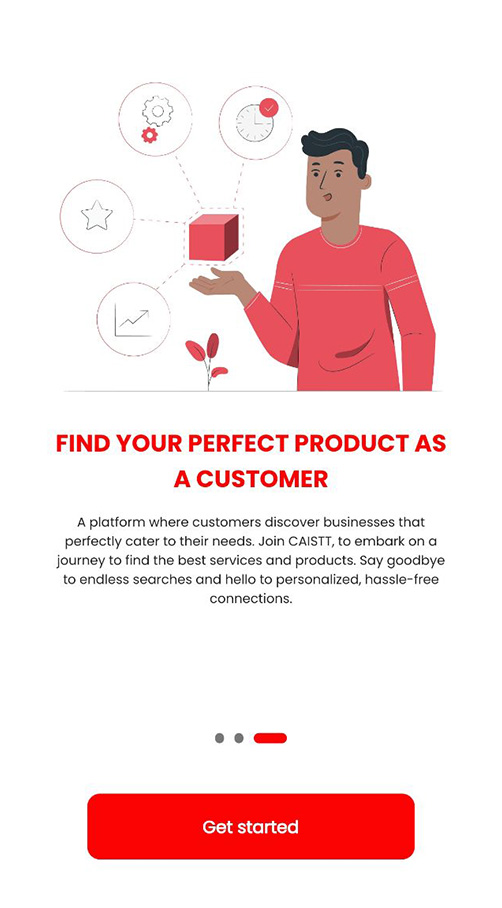 FIND YOUR PERFECT PRODUCT AS
A CUSTOMER
A platform where customers discover businesses that
perfectly cater to their needs. Join CAISTT, to embark on a
journey to find the best services and products. Say goodbye
to endless searches and hello to personalized, hassle-free
connections.
Get started